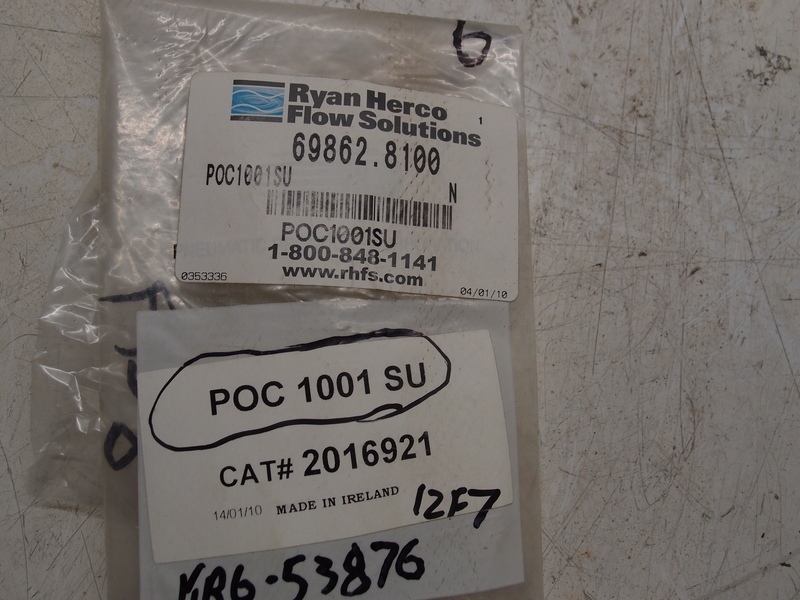 6
Ryan Herco
Flow Solutions
1
69862.8100
POC1001SU
N
POC1001SU
1-800-848-1141
www.rhfs.com
0353336
04/01/10
POC 1001 SU
CAT# 2016921
14/01/10 MADE IN IRELAND
12F7
53876